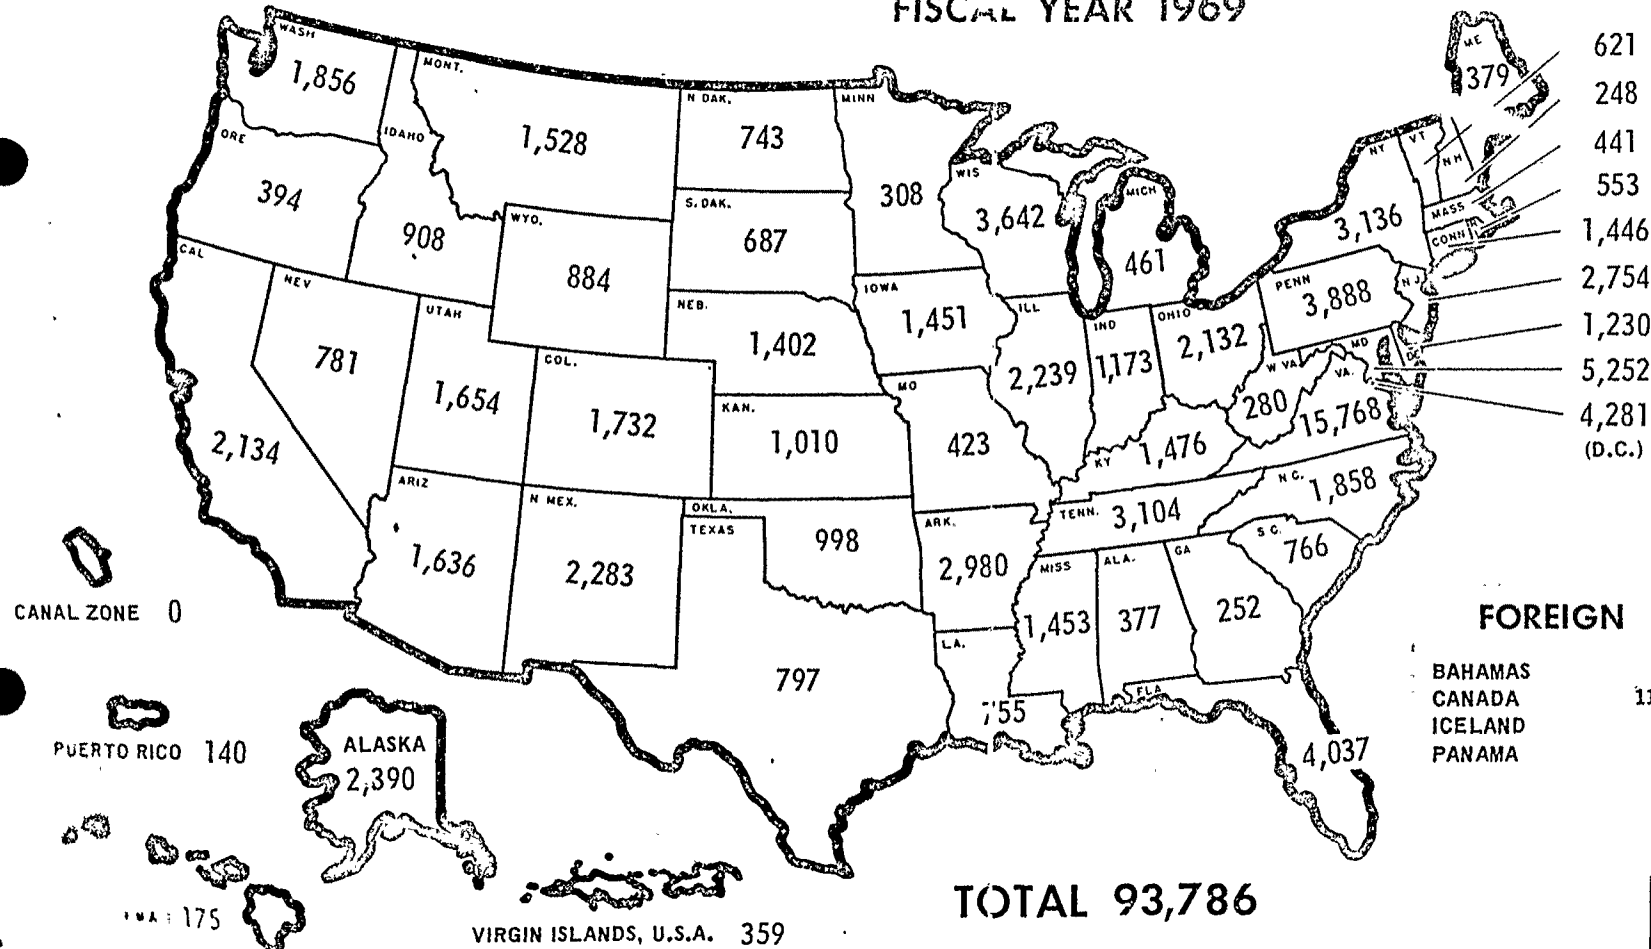 FISCAL YEAR 1969
WASH
1,856
MONT.
1,528
IDAHO
908
ORE
394
N DAK.
743
MINN
308
S. DAK.
687
WYO.
884
WIS
3,642
MICH
461
ME
379
621
248
441
553
1,446
2,754
1,230
5,252
4,281
(D.C.)
VT
NH
NY
3,136
MASS
CONN
RI
PENN
3,888
N J
CAL
2,134
NEV
781
UTAH
1,654
COL.
1,732
NEB.
1,402
IOWA
1,451
ILL
2,239
IND
1,173
OHIO
2,132
W VA.
280
MD
VA.
15,768
KAN.
1,010
MO
423
KY
1,476
ARIZ
1,636
N MEX.
2,283
OKLA.
998
TEXAS
797
ARK.
2,980
TENN.
3,104
N C.
1,858
S C.
766
MISS
1,453
ALA.
377
GA
252
LA.
755
FLA
4,037
CANAL ZONE 0
PUERTO RICO 140
ALASKA
2,390
175
VIRGIN ISLANDS, U.S.A. 359
TOTAL 93,786
FOREIGN
BAHAMAS
CANADA 11
ICELAND
PANAMA